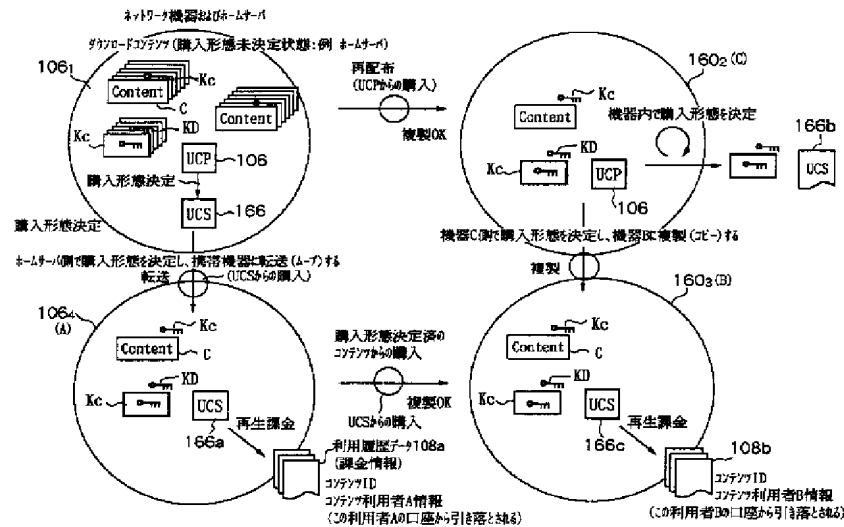 ネットワーク機器およびホームサーバ
ダウンロードコンテンツ(購入形態未決定状態:例 ホームサーバ)
106₁
Kc
Content
C
Content
KD
Kc
UCP
106
購入形態決定
UCS
166
購入形態決定
再配布
(UCPからの購入)
複製OK
160₂(C)
Kc
Content
機器内で購入形態を決定
166b
KD
Kc
UCP
106
UCS
機器C側で購入形態を決定し、機器Bに複製(コピー)する
ホームサーバ側で購入形態を決定し、携帯機器に転送(ムーブ)する
転送
(UCSからの購入)
複製
106₄
(A)
Kc
Content
C
KD
Kc
UCS
166a
再生課金
利用履歴データ108a
(課金情報)
コンテンツID
コンテンツ利用者A情報
(この利用者Aの口座から引き落とされる)
購入形態決定済の
コンテンツからの購入
複製OK
UCSからの購入
160₃(B)
Kc
Content
C
KD
Kc
UCS
166c
再生課金
108b
コンテンツID
コンテンツ利用者B情報
(この利用者Bの口座から引き落とされる)